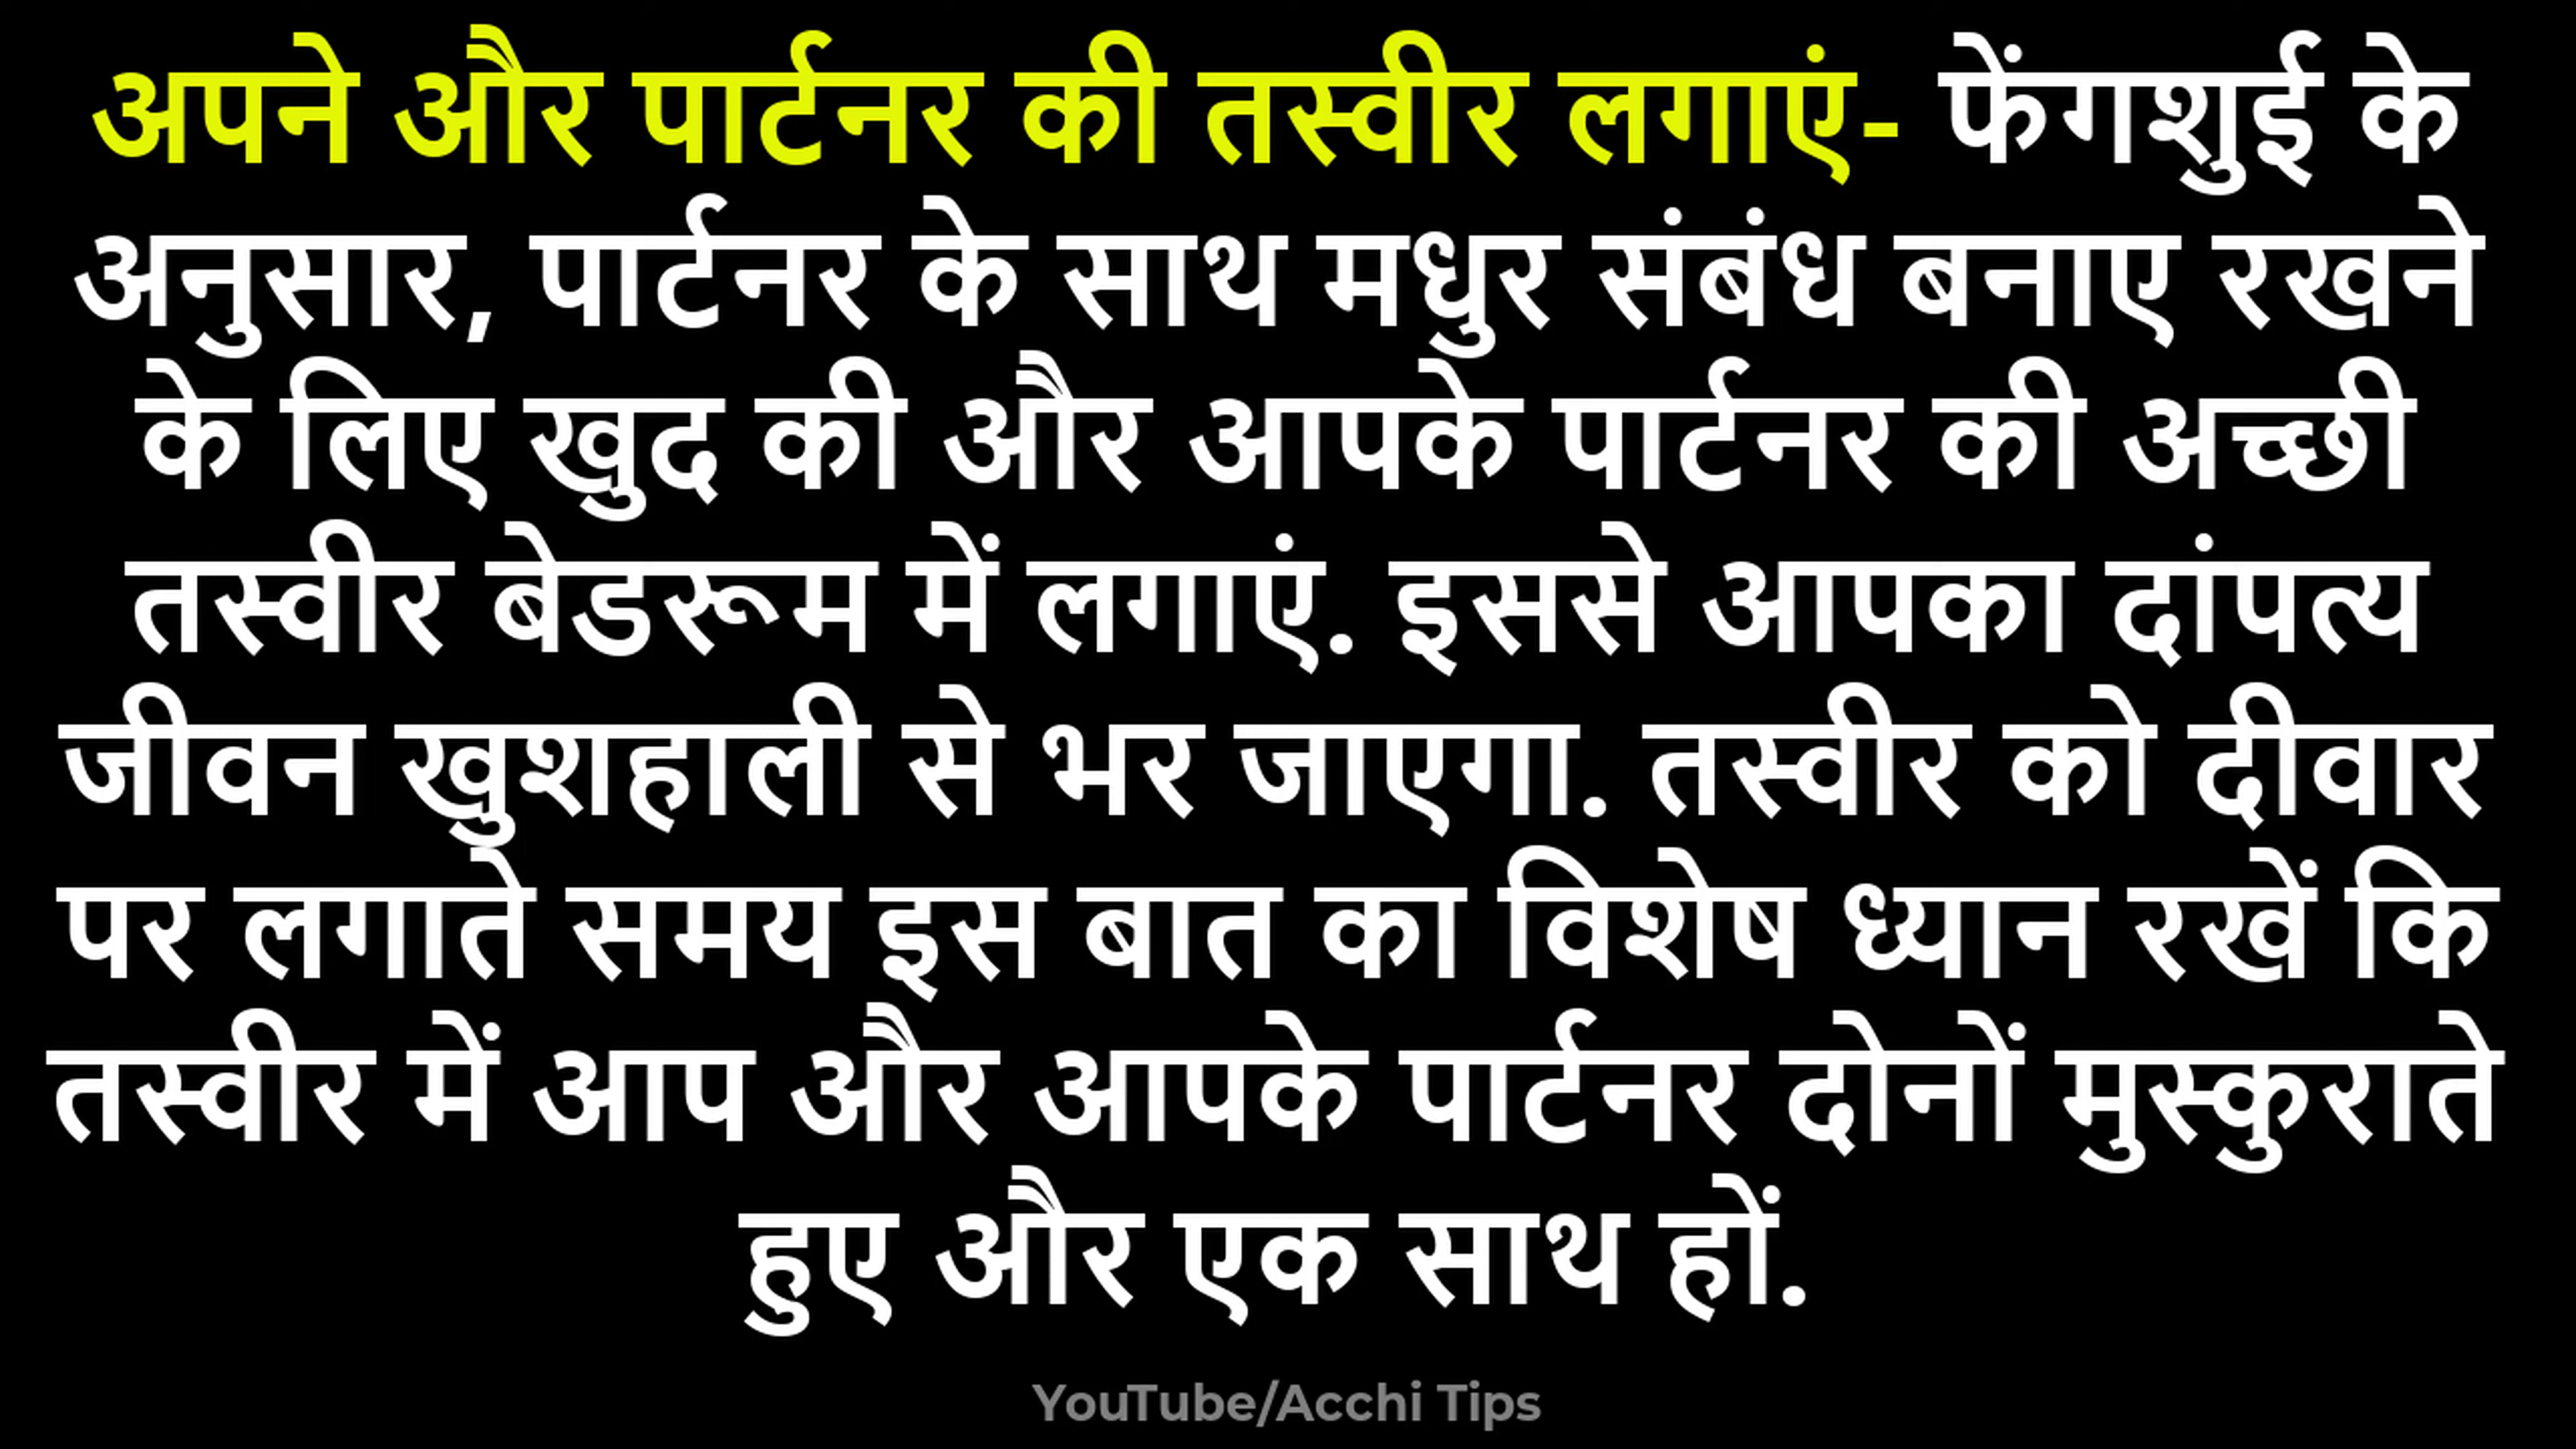 अपने और पार्टनर की तस्वीर लगाएं- फेंगशुई के
अनुसार, पार्टनर के साथ मधुर संबंध बनाए रखने
के लिए खुद की और आपके पार्टनर की अच्छी
तस्वीर बेडरूम में लगाएं. इससे आपका दांपत्य
जीवन खुशहाली से भर जाएगा. तस्वीर को दीवार
पर लगाते समय इस बात का विशेष ध्यान रखें कि
तस्वीर में आप और आपके पार्टनर दोनों मुस्कुराते
हुए और एक साथ हों.
YouTube/Acchi Tips